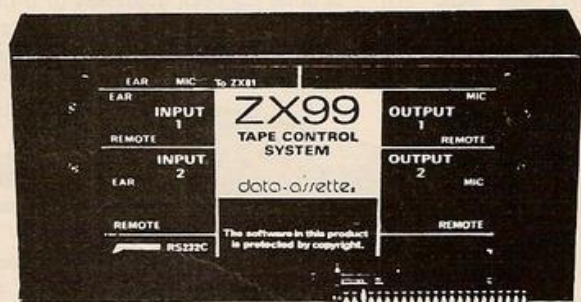 EAR MIC To ZX81
EAR
INPUT
1
REMOTE
INPUT
2
EAR
REMOTE
RS232C
ZX99
TAPE CONTROL
SYSTEM
data-assette
The software in this product
is protected by copyright.
MIC
OUTPUT
1
REMOTE
OUTPUT
2
MIC
REMOTE